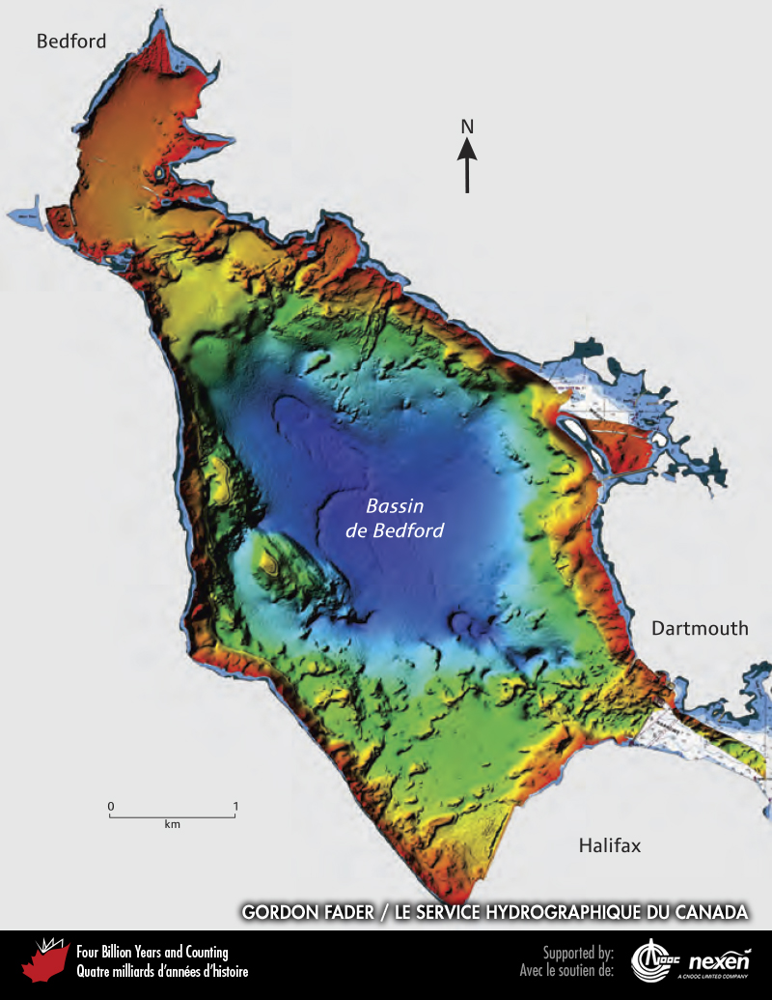 Bedford
N
Bassin
de Bedford
Dartmouth
0 1
km
Halifax
GORDON FADER / LE SERVICE HYDROGRAPHIQUE DU CANADA
Four Billion Years and Counting
Quatre milliards d'années d'histoire
Supported by:
Avec le soutien de:
CNOOC nexen
A CNOOC LIMITED COMPANY